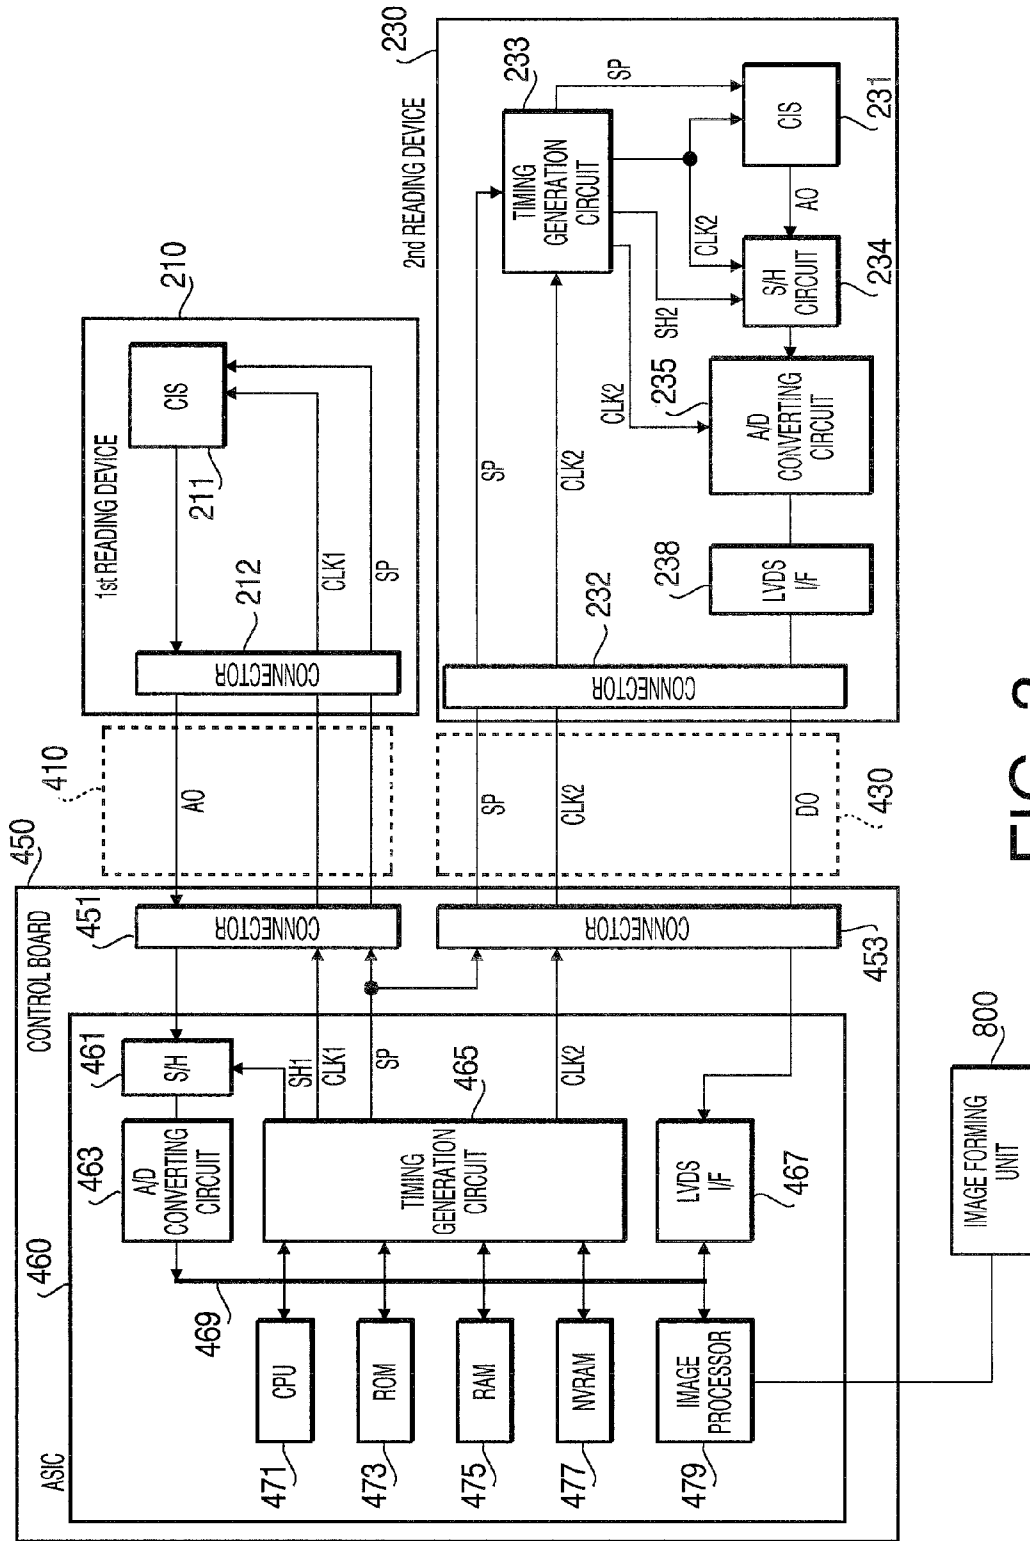 CONTROL BOARD
450
ASIC
460
463
A/D
CONVERTING
CIRCUIT
461
S/H
451
CONNECTOR
SH1
CLK1
SP
465
TIMING
GENERATION
CIRCUIT
CLK2
469
471
CPU
473
ROM
475
RAM
477
NVRAM
479
IMAGE
PROCESSOR
467
LVDS
I/F
CONNECTOR
453
800
IMAGE FORMING
UNIT
410
AO
430
SP
CLK2
DO
1st READING DEVICE
210
212
CONNECTOR
211
CIS
CLK1
SP
2nd READING DEVICE
230
232
CONNECTOR
SP
CLK2
233
TIMING
GENERATION
CIRCUIT
SP
CLK2
SH2
CLK2
238
LVDS
I/F
235
A/D
CONVERTING
CIRCUIT
S/H
CIRCUIT
234
AO
CIS
231